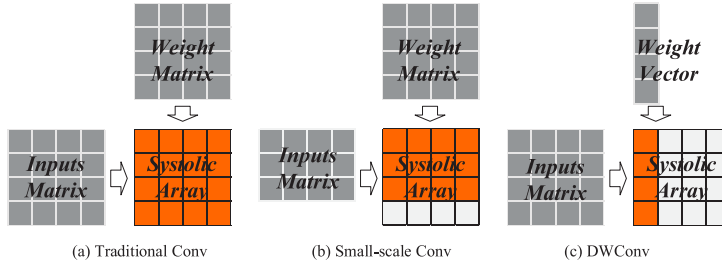 Weight
Matrix
Weight
Matrix
Weight
Vector
Inputs
Matrix
Systolic
Array
Inputs
Matrix
Systolic
Array
Inputs
Matrix
Systolic
Array
(a) Traditional Conv
(b) Small-scale Conv
(c) DWConv